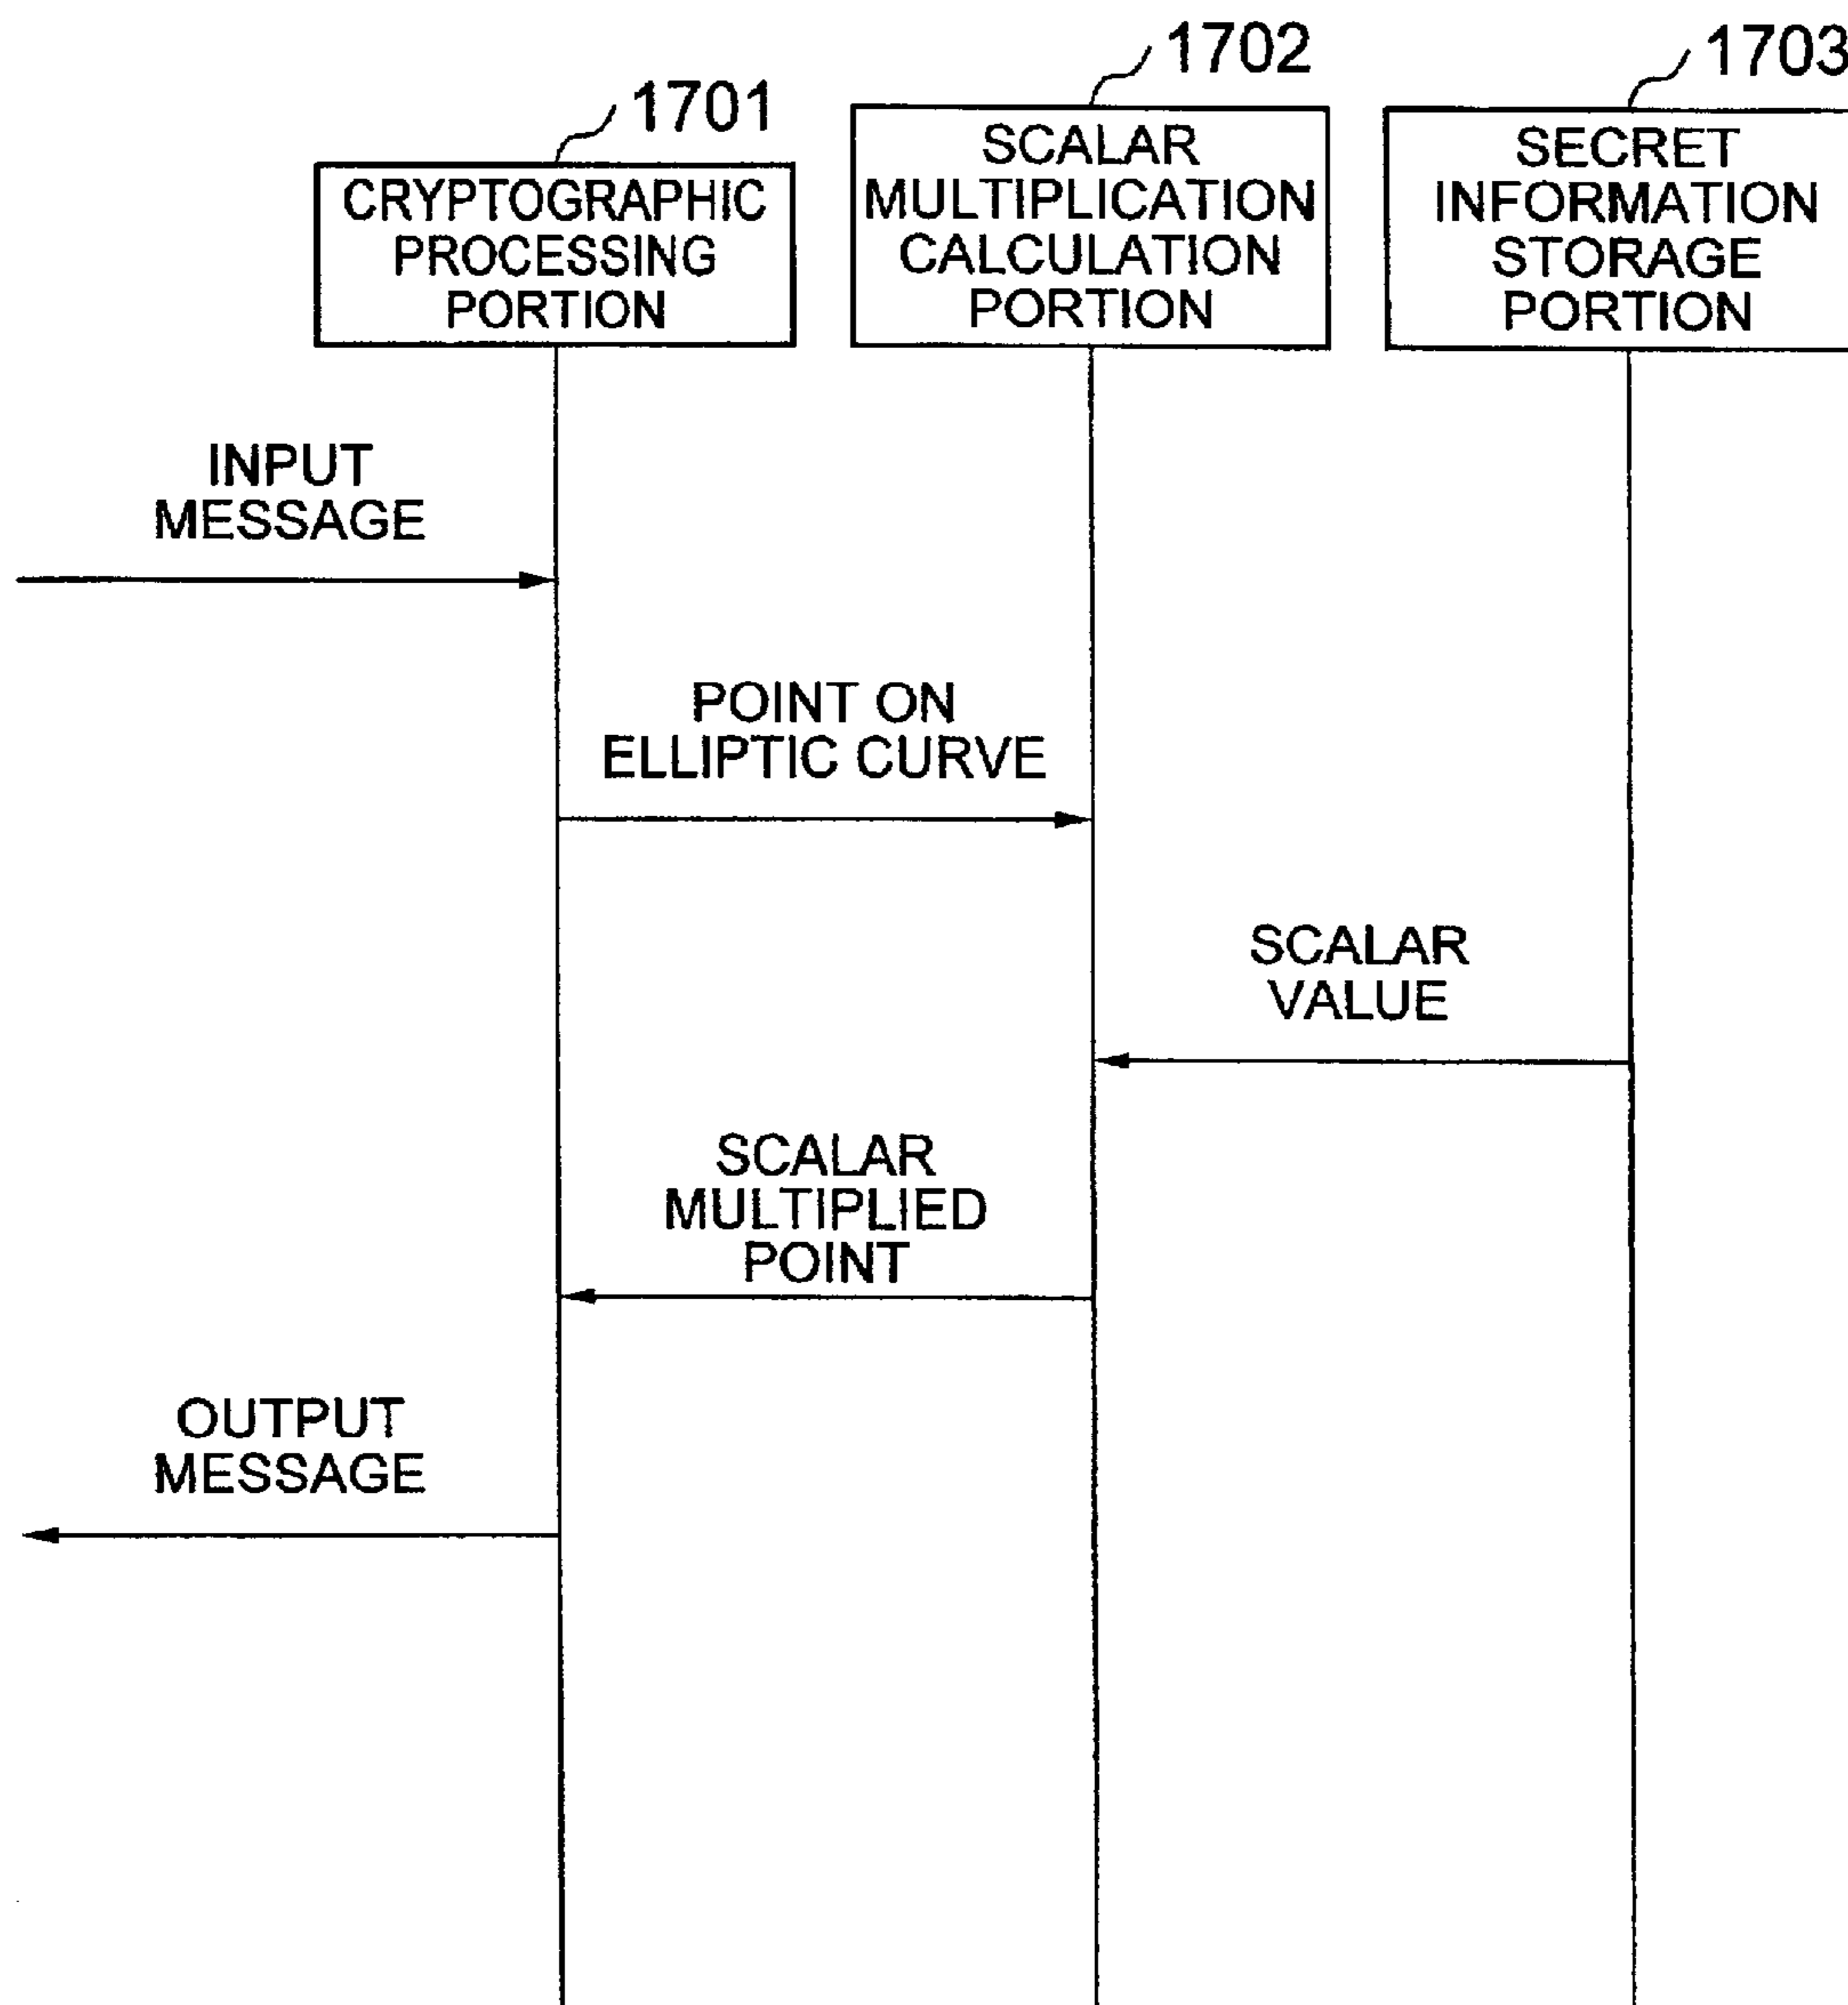 1701
1702
1703
CRYPTOGRAPHIC
PROCESSING
PORTION
SCALAR
MULTIPLICATION
CALCULATION
PORTION
SECRET
INFORMATION
STORAGE
PORTION
INPUT
MESSAGE
POINT ON
ELLIPTIC CURVE
SCALAR
VALUE
SCALAR
MULTIPLIED
POINT
OUTPUT
MESSAGE